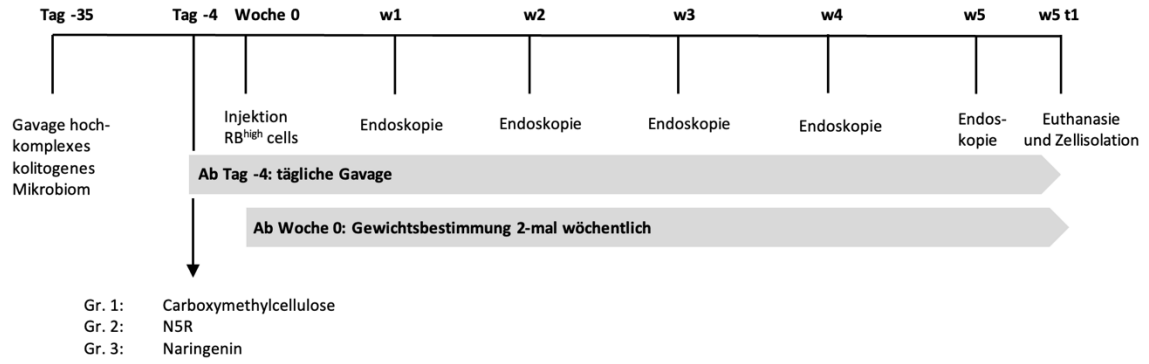 Tag -35 Tag -4 Woche 0 w1 w2 w3 w4 w5 w5 t1
Gavage hoch-
komplexes
kolitogenes
Mikrobiom
Injektion
RBhigh cells
Endoskopie
Endoskopie
Endoskopie
Endoskopie
Endos-
kopie
Euthanasie
und Zellisolation
Ab Tag -4: tägliche Gavage
Ab Woche 0: Gewichtsbestimmung 2-mal wöchentlich
Gr. 1: Carboxymethylcellulose
Gr. 2: N5R
Gr. 3: Naringenin